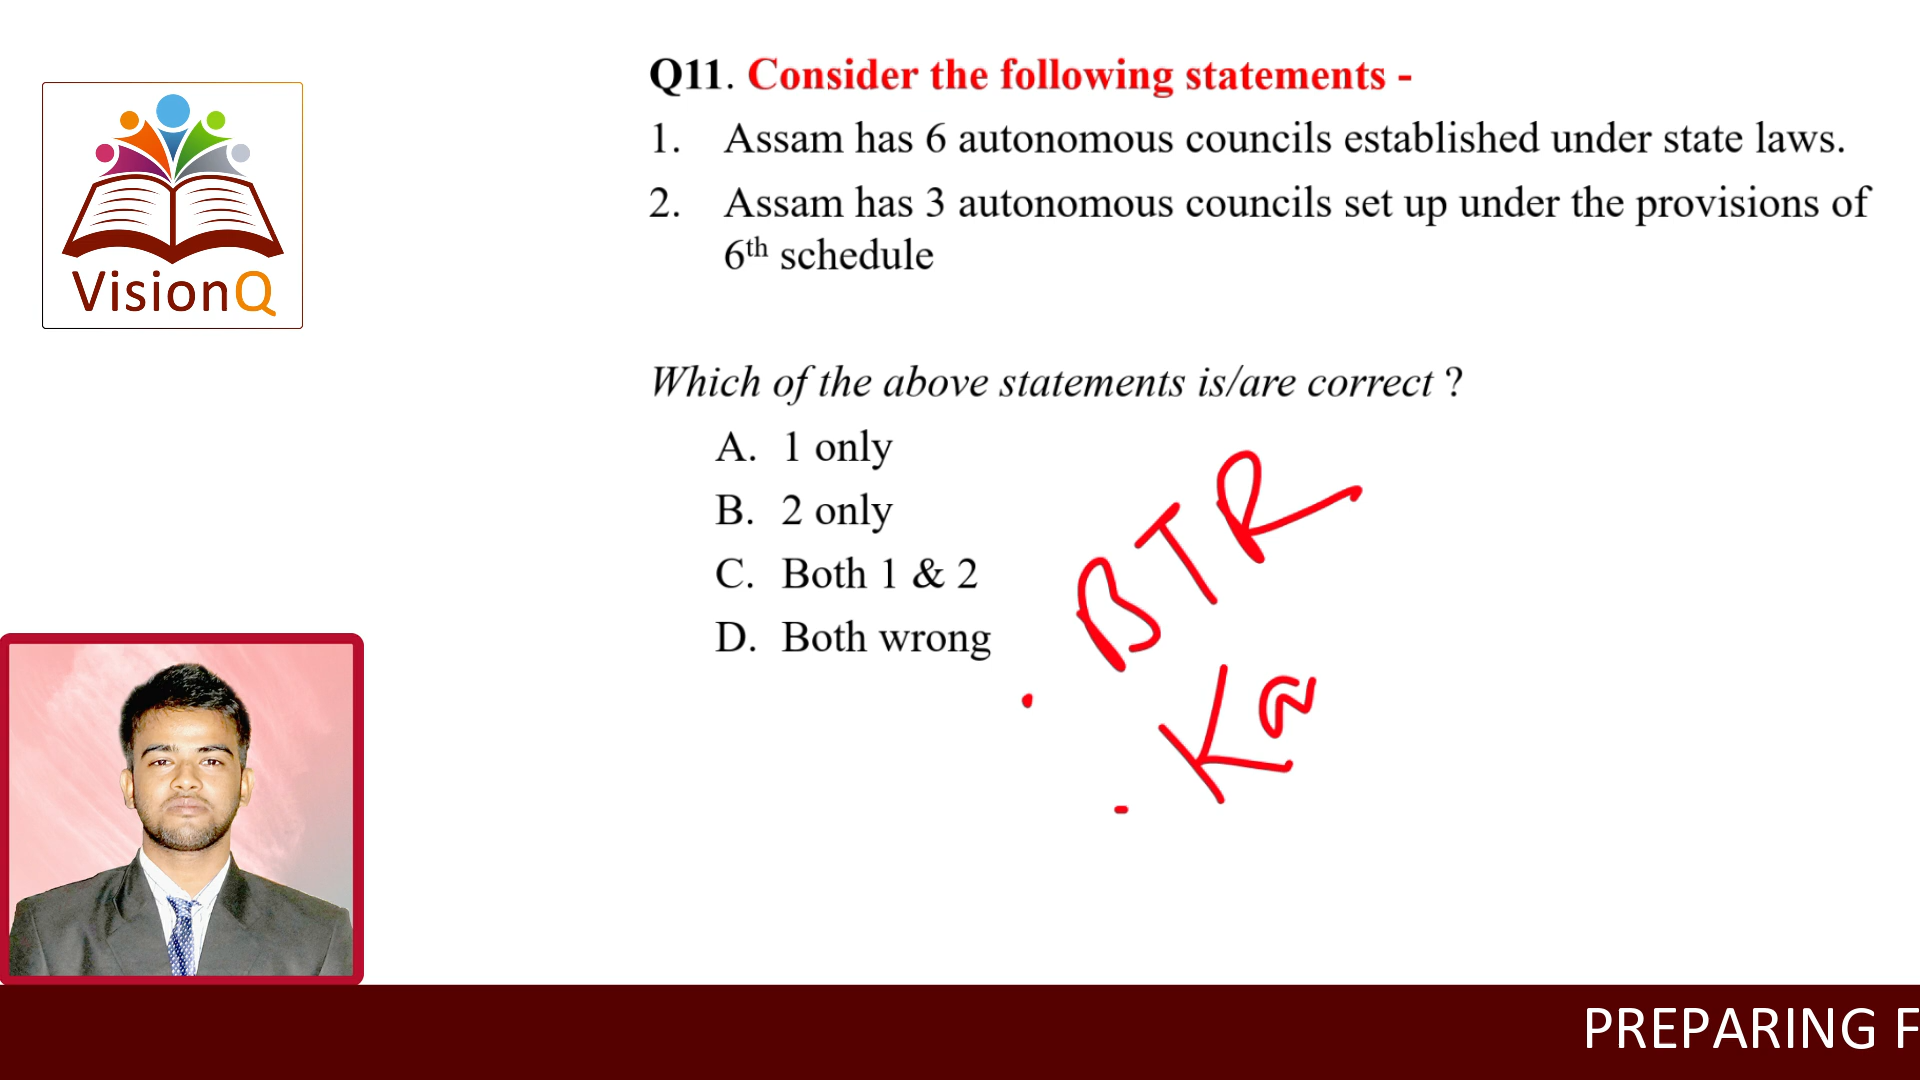 Q11. Consider the following statements -
1. Assam has 6 autonomous councils established under state laws.
2. Assam has 3 autonomous councils set up under the provisions of
6th schedule
VisionQ
Which of the above statements is/are correct ?
A. 1 only
B. 2 only
C. Both 1 & 2
D. Both wrong
BTR
Ka
PREPARING F